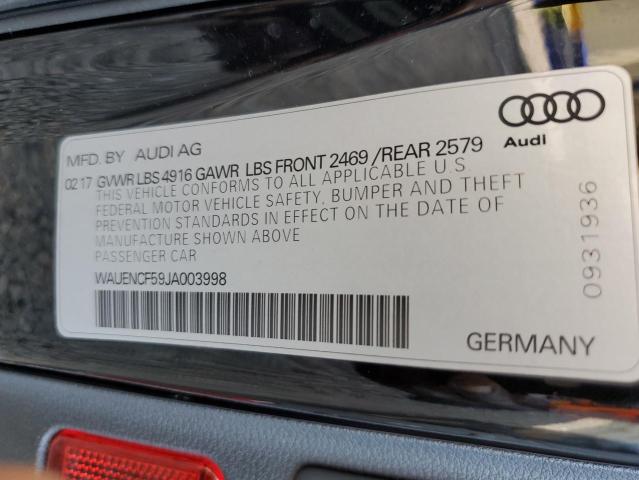 Audi
MFD. BY AUDI AG
02 17 GVWR LBS 4916 GAWR LBS FRONT 2469 /REAR 2579
THIS VEHICLE CONFORMS TO ALL APPLICABLE U.S.
FEDERAL MOTOR VEHICLE SAFETY, BUMPER AND THEFT
PREVENTION STANDARDS IN EFFECT ON THE DATE OF
MANUFACTURE SHOWN ABOVE
PASSENGER CAR
WAUENCF59JA003998
GERMANY
0931936